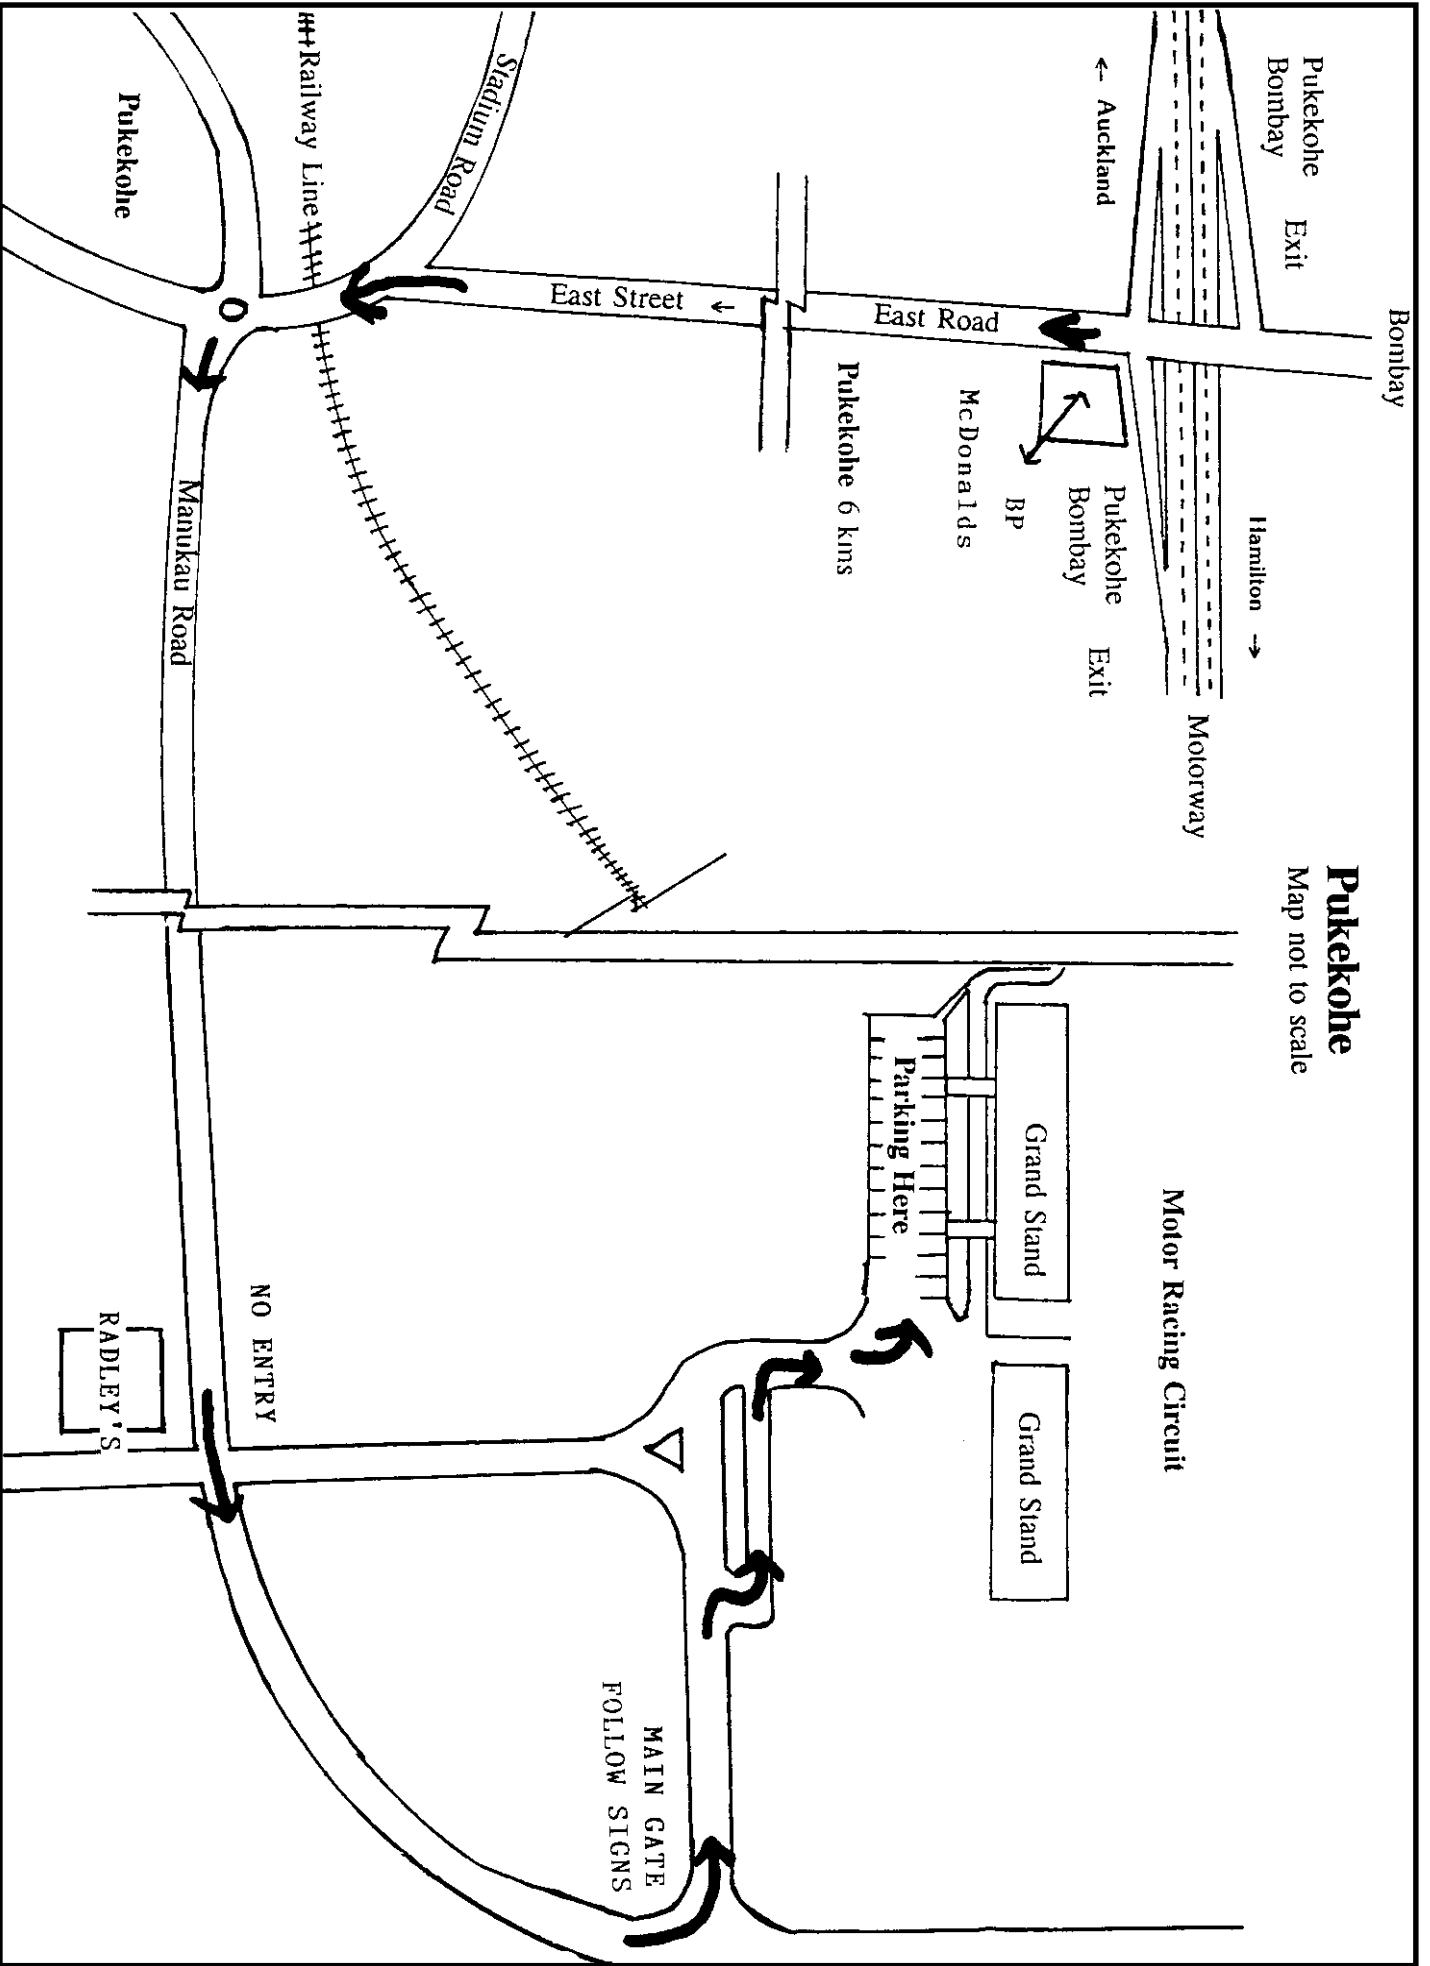 Pukekohe
Map not to scale
Bombay
Pukekohe
Bombay
Exit
← Auckland
Hamilton →
Motorway
Pukekohe
Bombay
Exit
BP
McDonalds
East Road
Pukekohe 6 kms
East Street
↓
Stadium Road
Railway Line
Pukekohe
Manukau Road
Motor Racing Circuit
Grand Stand
Grand Stand
Parking Here
MAIN GATE
FOLLOW SIGNS
NO ENTRY
RADLEY'S